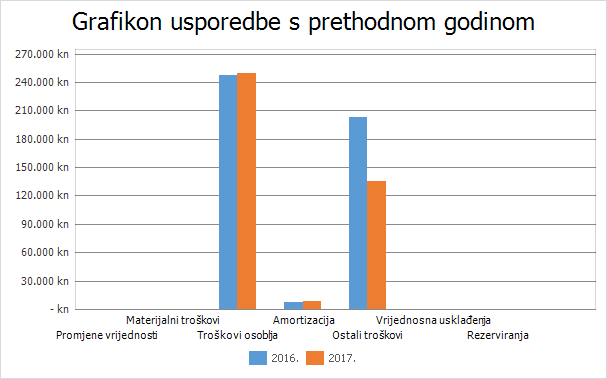 Grafikon usporedbe s prethodnom godinom
270.000 kn
240.000 kn
210.000 kn
180.000 kn
150.000 kn
120.000 kn
90.000 kn
60.000 kn
30.000 kn
- kn
Materijalni troškovi Amortizacija Vrijednosna usklađenja
Promjene vrijednosti Troškovi osoblja Ostali troškovi Rezerviranja
2016. 2017.